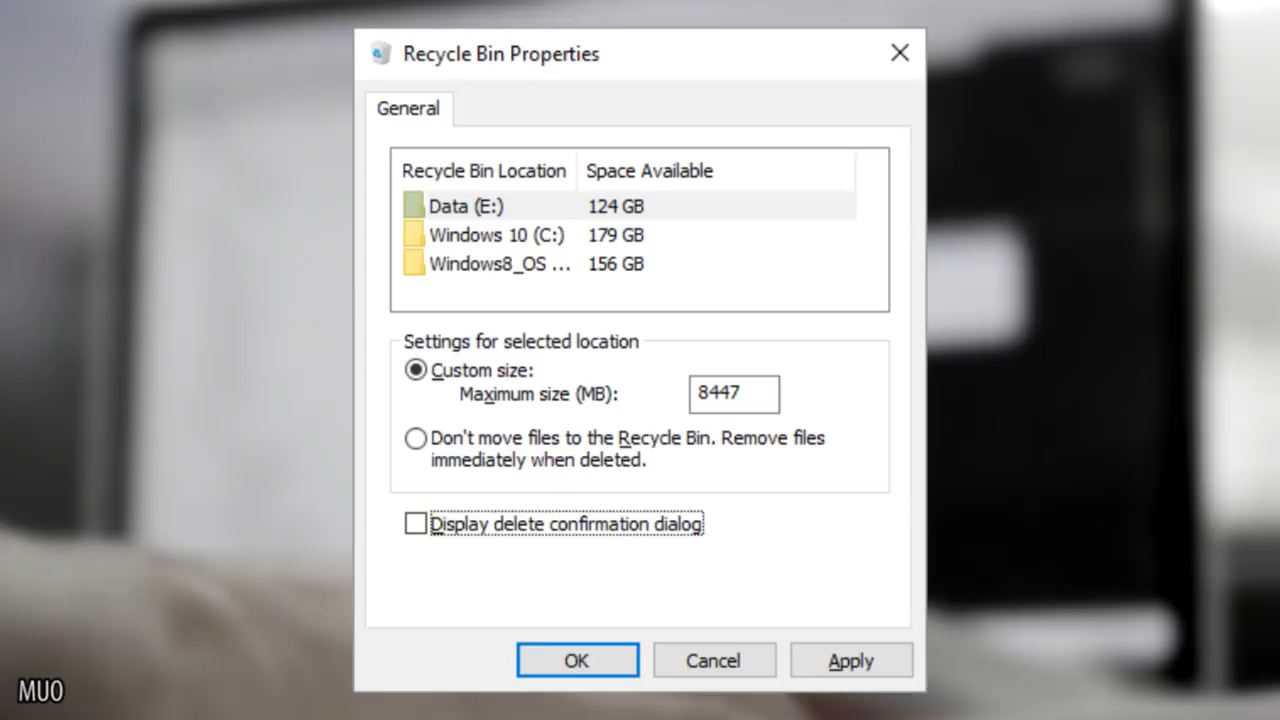 Recycle Bin Properties
General
Recycle Bin Location Space Available
Data (E:) 124 GB
Windows 10 (C:) 179 GB
Windows8_OS ... 156 GB
Settings for selected location
Custom size:
Maximum size (MB): 8447
Don't move files to the Recycle Bin. Remove files
immediately when deleted.
Display delete confirmation dialog
OK Cancel Apply
MUO